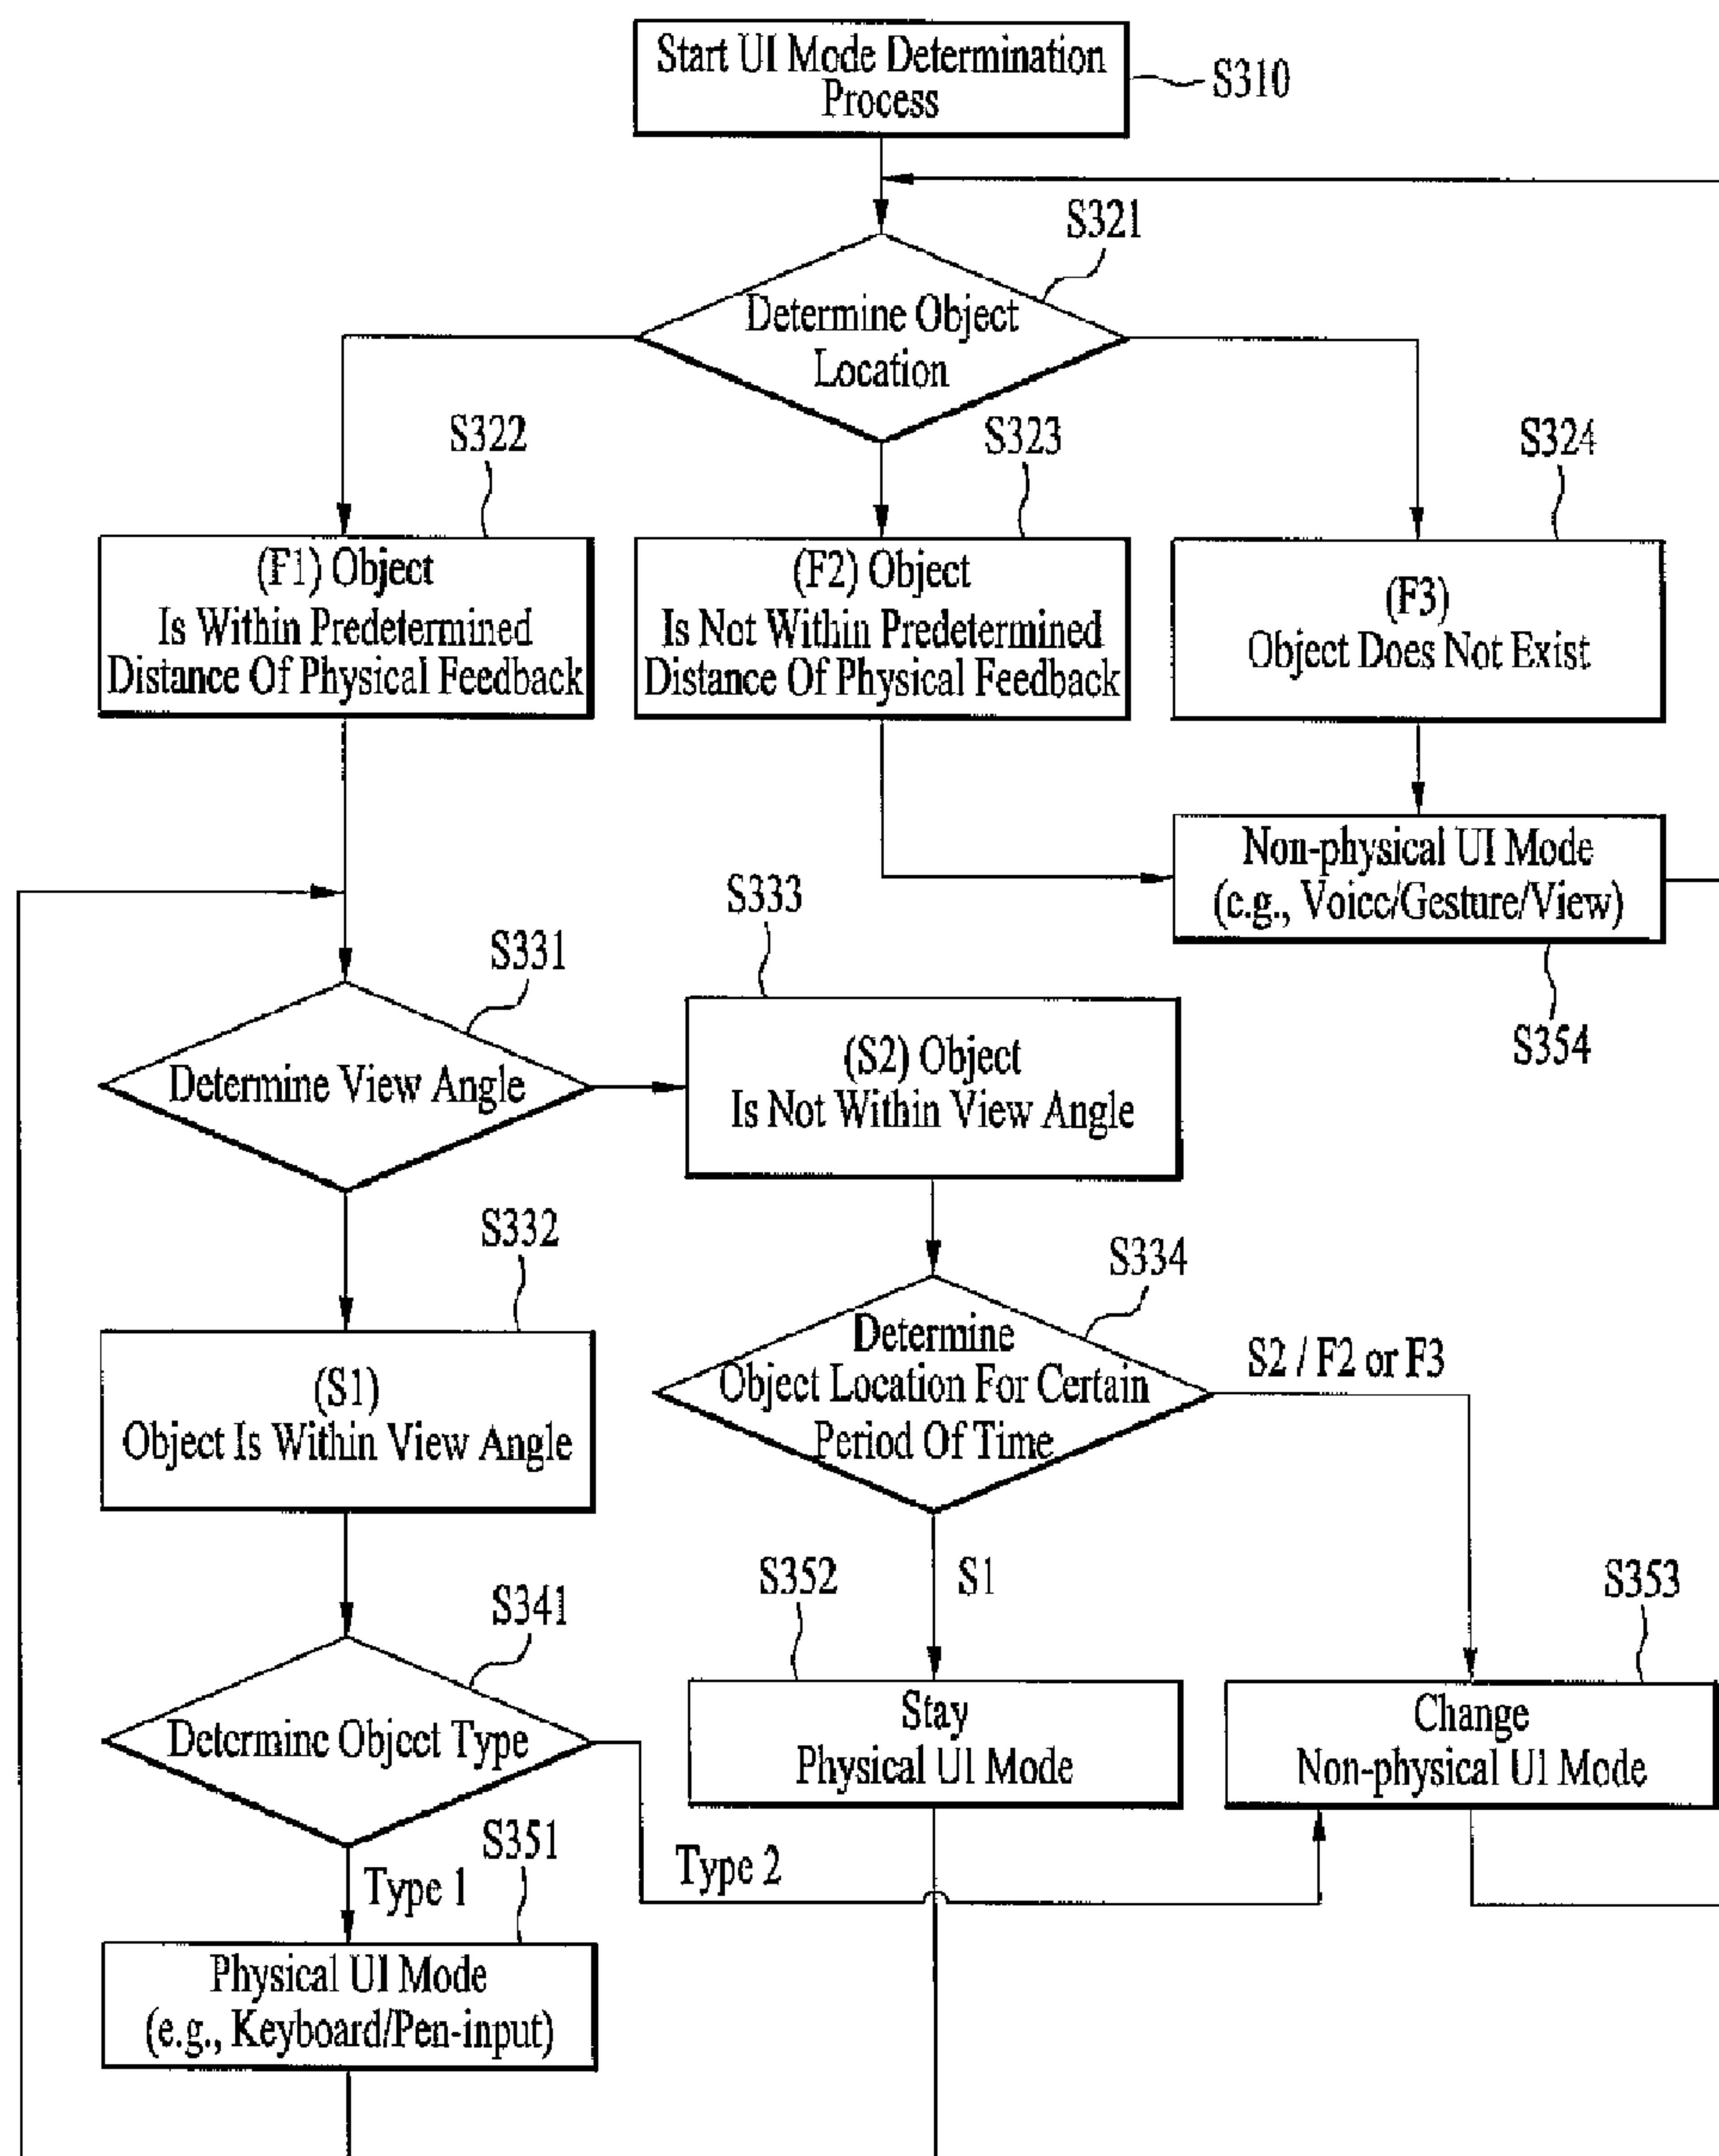 Start UI Mode Determination
Process
S310
S321
Determine Object
Location
S322
S323
S324
(F1) Object
Is Within Predetermined
Distance Of Physical Feedback
(F2) Object
Is Not Within Predetermined
Distance Of Physical Feedback
(F3)
Object Does Not Exist
Non-physical UI Mode
(e.g., Voice/Gesture/View)
S354
S331
Determine View Angle
S333
(S2) Object
Is Not Within View Angle
S332
(S1)
Object Is Within View Angle
S334
Determine
Object Location For Certain
Period Of Time
S2 / F2 or F3
S1
S341
Determine Object Type
S352
Stay
Physical UI Mode
S353
Change
Non-physical UI Mode
Type 1
Type 2
S351
Physical UI Mode
(e.g., Keyboard/Pen-input)